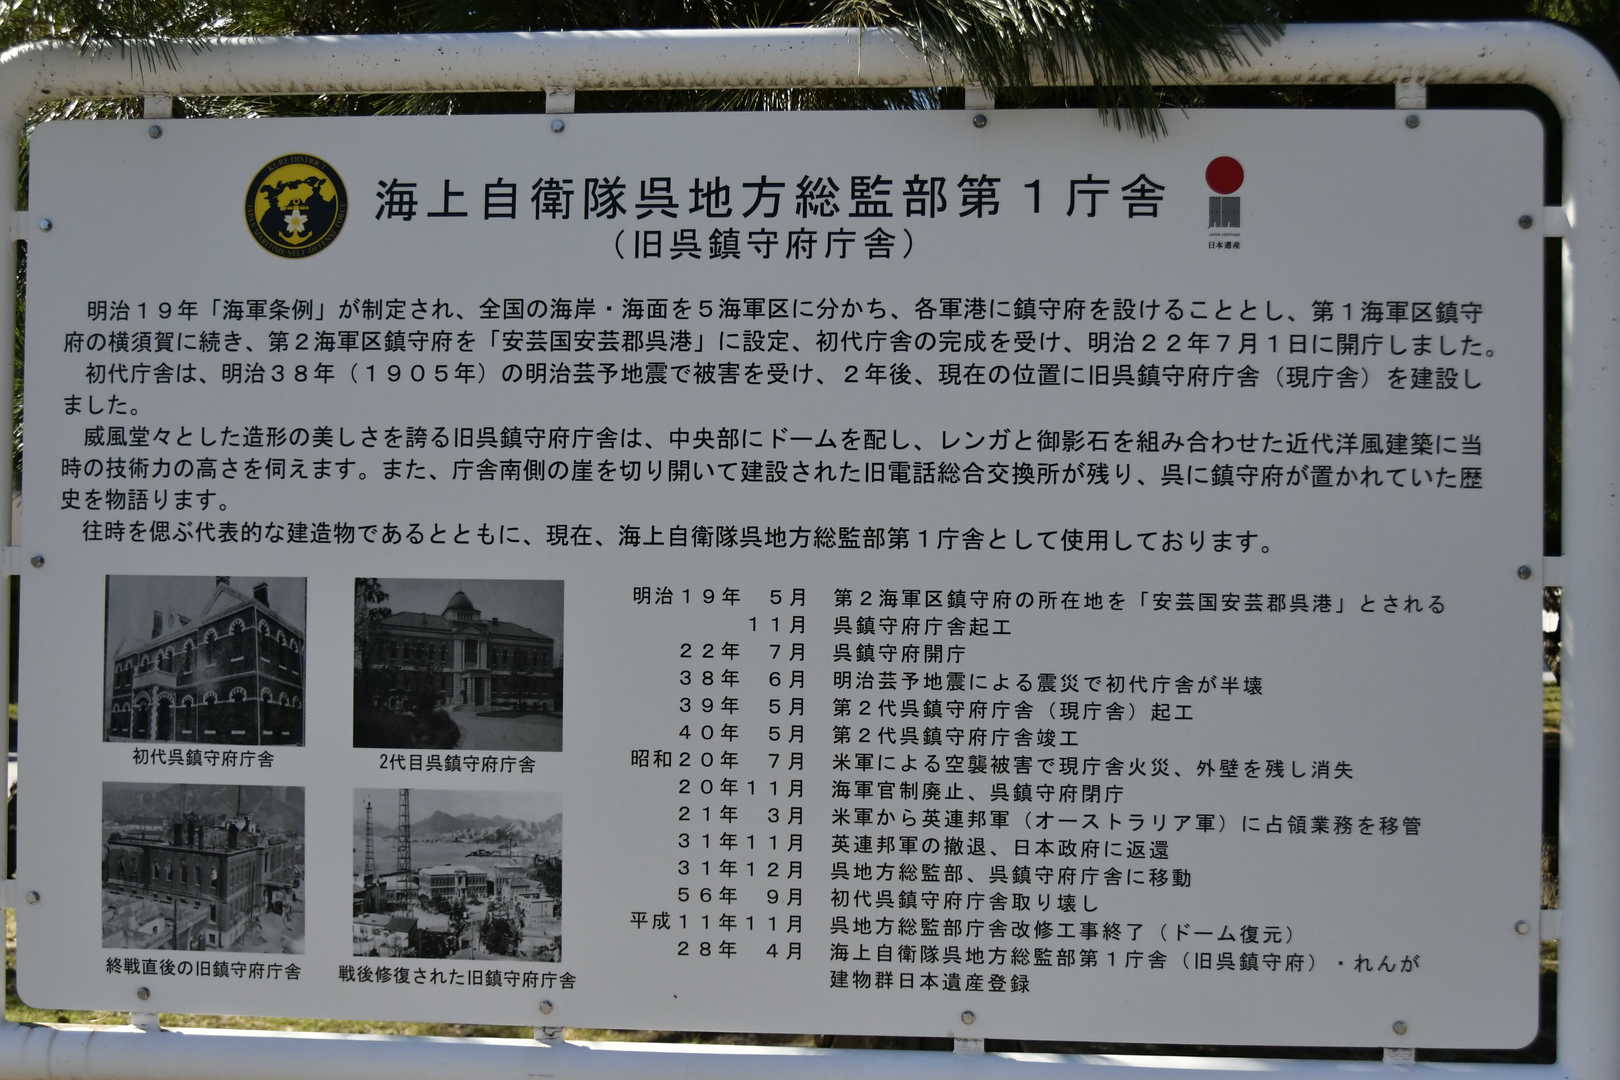 海上自衛隊呉地方総監部第１庁舎
（旧呉鎮守府庁舎）
日本遺産
明治１９年「海軍条例」が制定され、全国の海岸・海面を５海軍区に分かち、各軍港に鎮守府を設けることとし、第１海軍区鎮守
府の横須賀に続き、第２海軍区鎮守府を「安芸国安芸郡呉港」に設定、初代庁舎の完成を受け、明治２２年７月１日に開庁しました。
初代庁舎は、明治３８年（１９０５年）の明治芸予地震で被害を受け、２年後、現在の位置に旧呉鎮守府庁舎（現庁舎）を建設し
ました。
威風堂々とした造形の美しさを誇る旧呉鎮守府庁舎は、中央部にドームを配し、レンガと御影石を組み合わせた近代洋風建築に当
時の技術力の高さを伺えます。また、庁舎南側の崖を切り開いて建設された旧電話総合交換所が残り、呉に鎮守府が置かれていた歴
史を物語ります。
往時を偲ぶ代表的な建造物であるとともに、現在、海上自衛隊呉地方総監部第１庁舎として使用しております。
初代呉鎮守府庁舎
2代目呉鎮守府庁舎
終戦直後の旧鎮守府庁舎
戦後修復された旧鎮守府庁舎
明治１９年　５月　第２海軍区鎮守府の所在地を「安芸国安芸郡呉港」とされる
１１月　呉鎮守府庁舎起工
２２年　７月　呉鎮守府開庁
３８年　６月　明治芸予地震による震災で初代庁舎が半壊
３９年　５月　第２代呉鎮守府庁舎（現庁舎）起工
４０年　５月　第２代呉鎮守府庁舎竣工
昭和２０年　７月　米軍による空襲被害で現庁舎火災、外壁を残し消失
２０年１１月　海軍官制廃止、呉鎮守府閉庁
２１年　３月　米軍から英連邦軍（オーストラリア軍）に占領業務を移管
３１年１１月　英連邦軍の撤退、日本政府に返還
３１年１２月　呉地方総監部、呉鎮守府庁舎に移動
５６年　９月　初代呉鎮守府庁舎取り壊し
平成１１年１１月　呉地方総監部庁舎改修工事終了（ドーム復元）
２８年　４月　海上自衛隊呉地方総監部第１庁舎（旧呉鎮守府）・れんが
建物群日本遺産登録